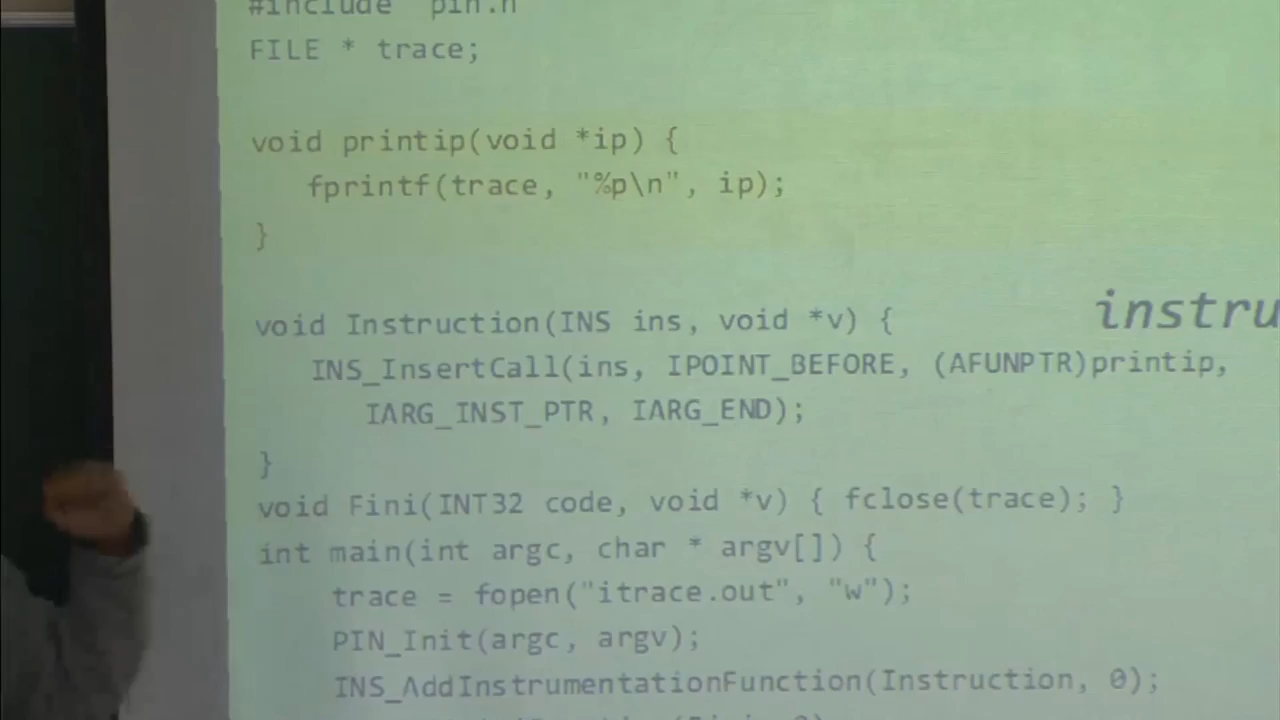 #include "pin.h"
FILE * trace;
void printip(void *ip) {
fprintf(trace, "%p\n", ip);
}
instru
void Instruction(INS ins, void *v) {
INS_InsertCall(ins, IPOINT_BEFORE, (AFUNPTR)printip,
IARG_INST_PTR, IARG_END);
}
void Fini(INT32 code, void *v) { fclose(trace); }
int main(int argc, char * argv[]) {
trace = fopen("itrace.out", "w");
PIN_Init(argc, argv);
INS_AddInstrumentationFunction(Instruction, 0);